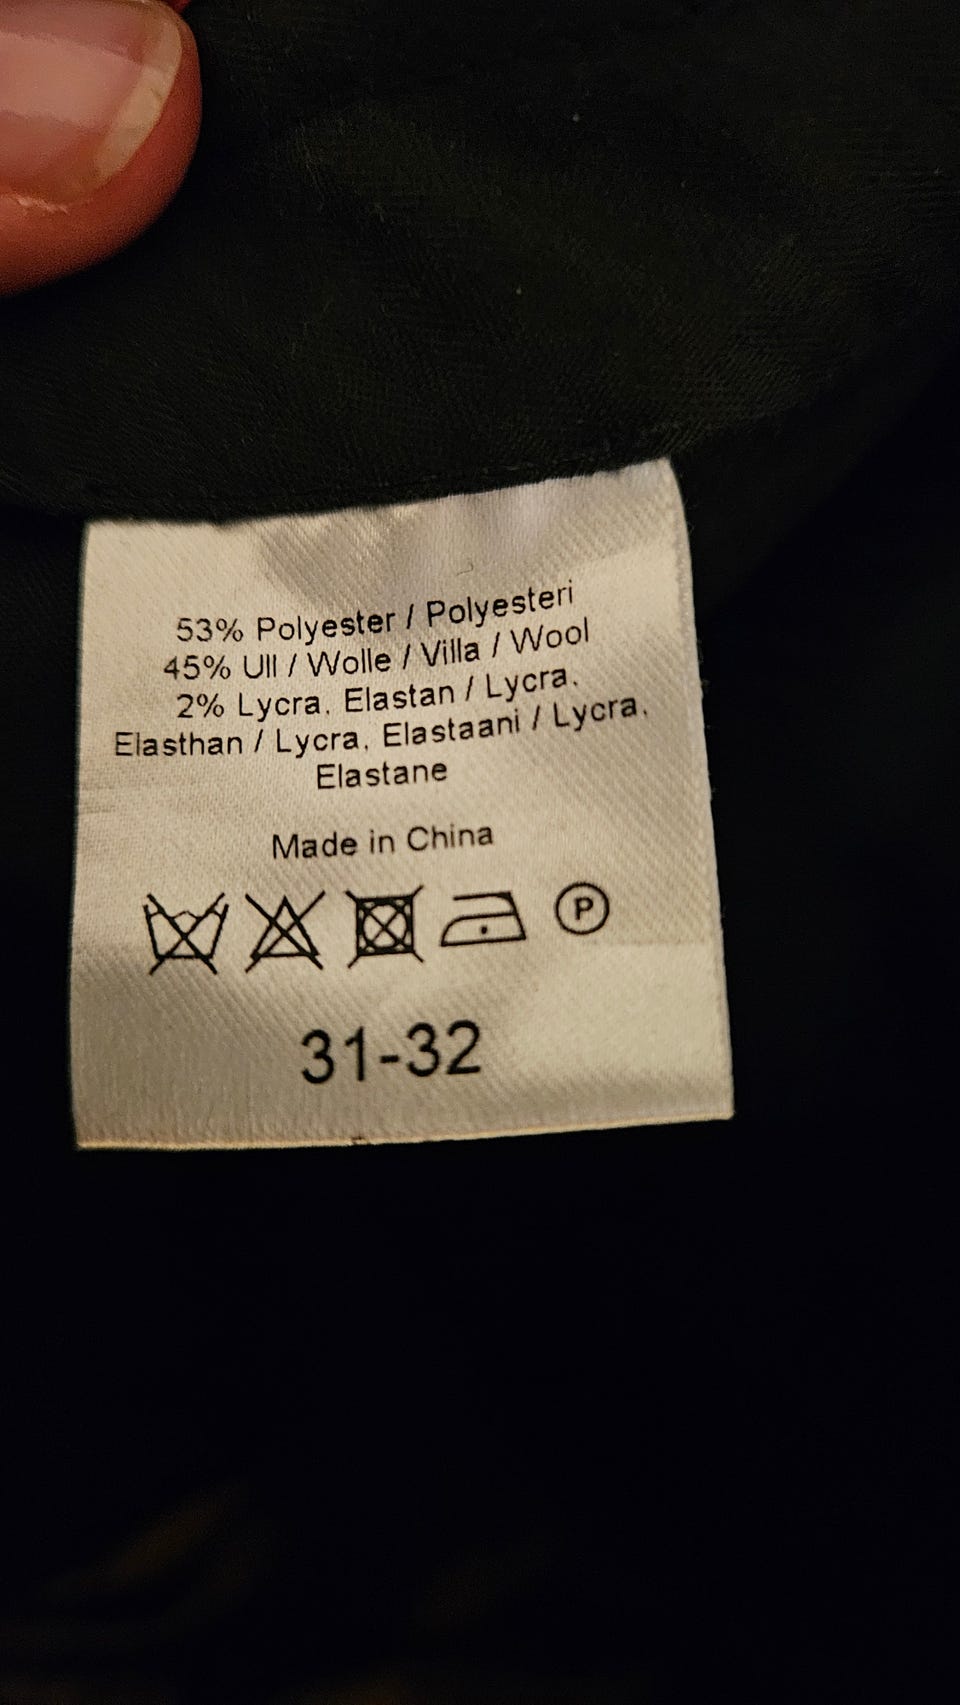 53% Polyester / Polyesteri
45% Ull / Wolle / Villa / Wool
2% Lycra, Elastan / Lycra,
Elasthan / Lycra, Elastaani / Lycra,
Elastane
Made in China
P
31-32